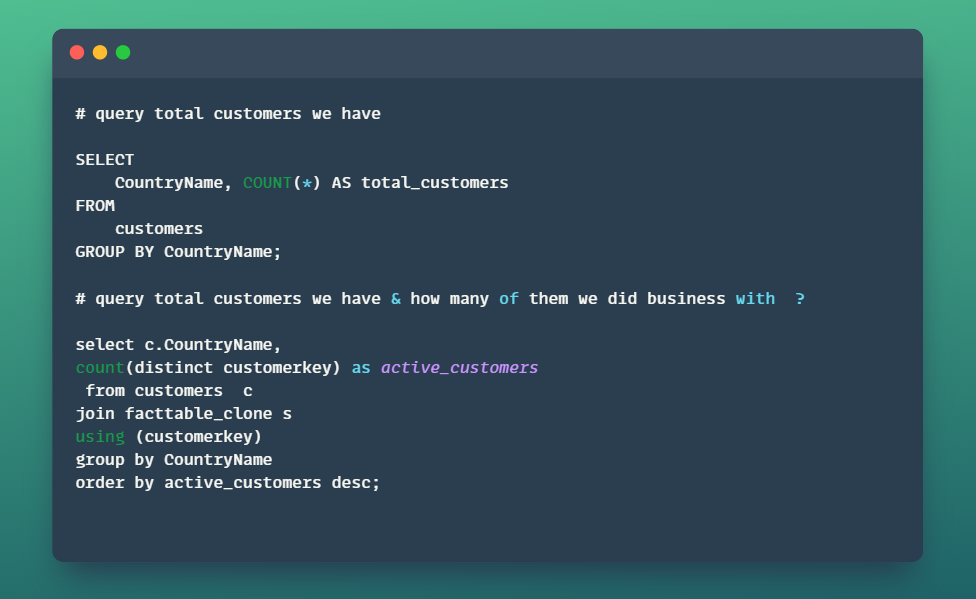 # query total customers we have
SELECT
CountryName, COUNT(*) AS total_customers
FROM
customers
GROUP BY CountryName;
# query total customers we have & how many of them we did business with  ?
select c.CountryName,
count(distinct customerkey) as active_customers
from customers  c
join facttable_clone s
using (customerkey)
group by CountryName
order by active_customers desc;